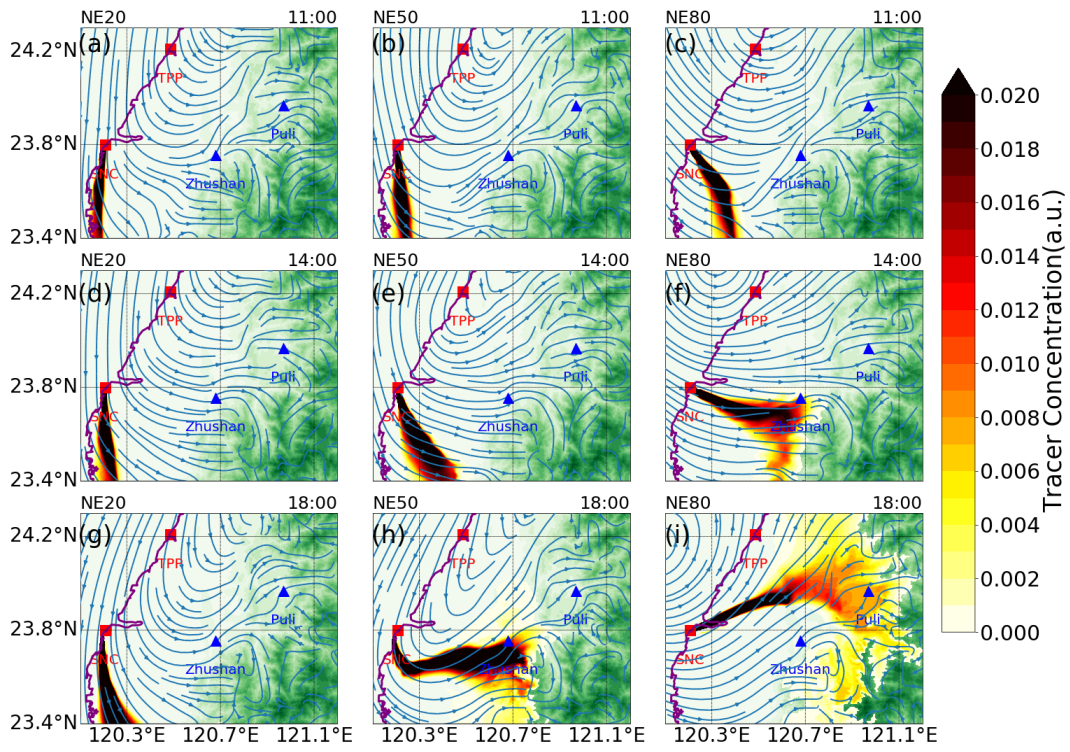 NE20 11:00 NE50 11:00 NE80 11:00
24.2°N (a) (b) (c)
TPP TPP TPP
Puli Puli Puli
23.8°N
SNC SNC SNC
Zhushan Zhushan Zhushan
23.4°N
NE20 14:00 NE50 14:00 NE80 14:00
24.2°N (d) (e) (f)
TPP TPP TPP
Puli Puli Puli
23.8°N
SNC SNC SNC
Zhushan Zhushan Zhushan
23.4°N
NE20 18:00 NE50 18:00 NE80 18:00
24.2°N (g) (h) (i)
TPP TPP TPP
Puli Puli Puli
23.8°N
SNC SNC SNC
Zhushan Zhushan Zhushan
23.4°N
120.3°E 120.7°E 121.1°E 120.3°E 120.7°E 121.1°E 120.3°E 120.7°E 121.1°E
0.020
0.018
0.016
0.014
0.012
0.010
0.008
0.006
0.004
0.002
0.000
Tracer Concentration(a.u.)